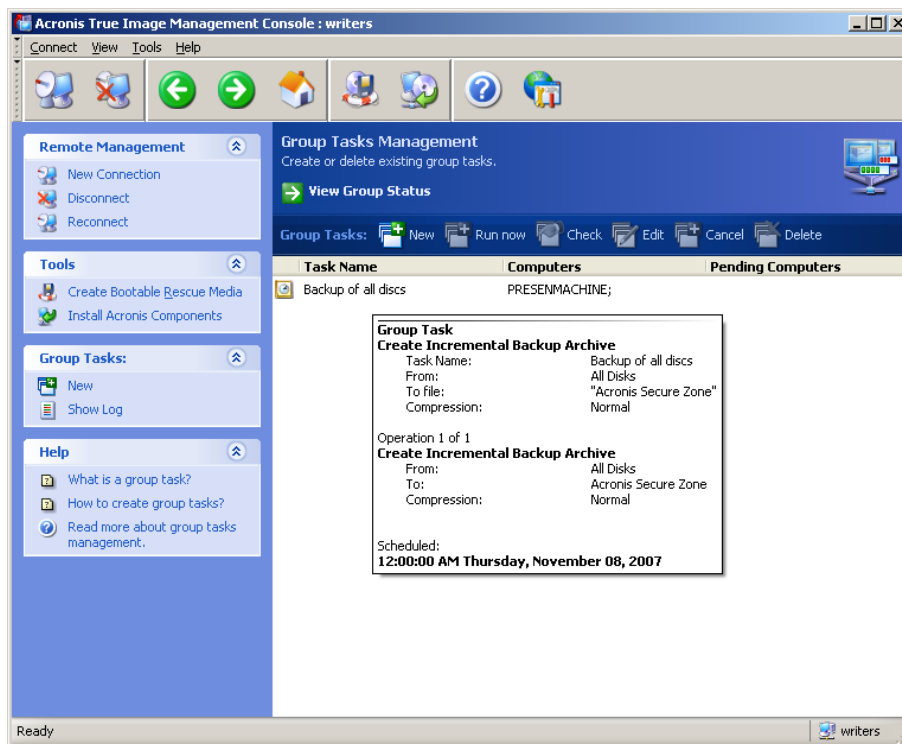 Acronis True Image Management Console : writers
Connect View Tools Help
Remote Management
New Connection
Disconnect
Reconnect
Tools
Create Bootable Rescue Media
Install Acronis Components
Group Tasks:
New
Show Log
Help
What is a group task?
How to create group tasks?
Read more about group tasks
management.
Group Tasks Management
Create or delete existing group tasks.
View Group Status
Group Tasks: New Run now Check Edit Cancel Delete
Task Name Computers Pending Computers
Backup of all discs PRESENMACHINE;
Group Task
Create Incremental Backup Archive
Task Name: Backup of all discs
From: All Disks
To file: "Acronis Secure Zone"
Compression: Normal
Operation 1 of 1
Create Incremental Backup Archive
From: All Disks
To: Acronis Secure Zone
Compression: Normal
Scheduled:
12:00:00 AM Thursday, November 08, 2007
Ready writers